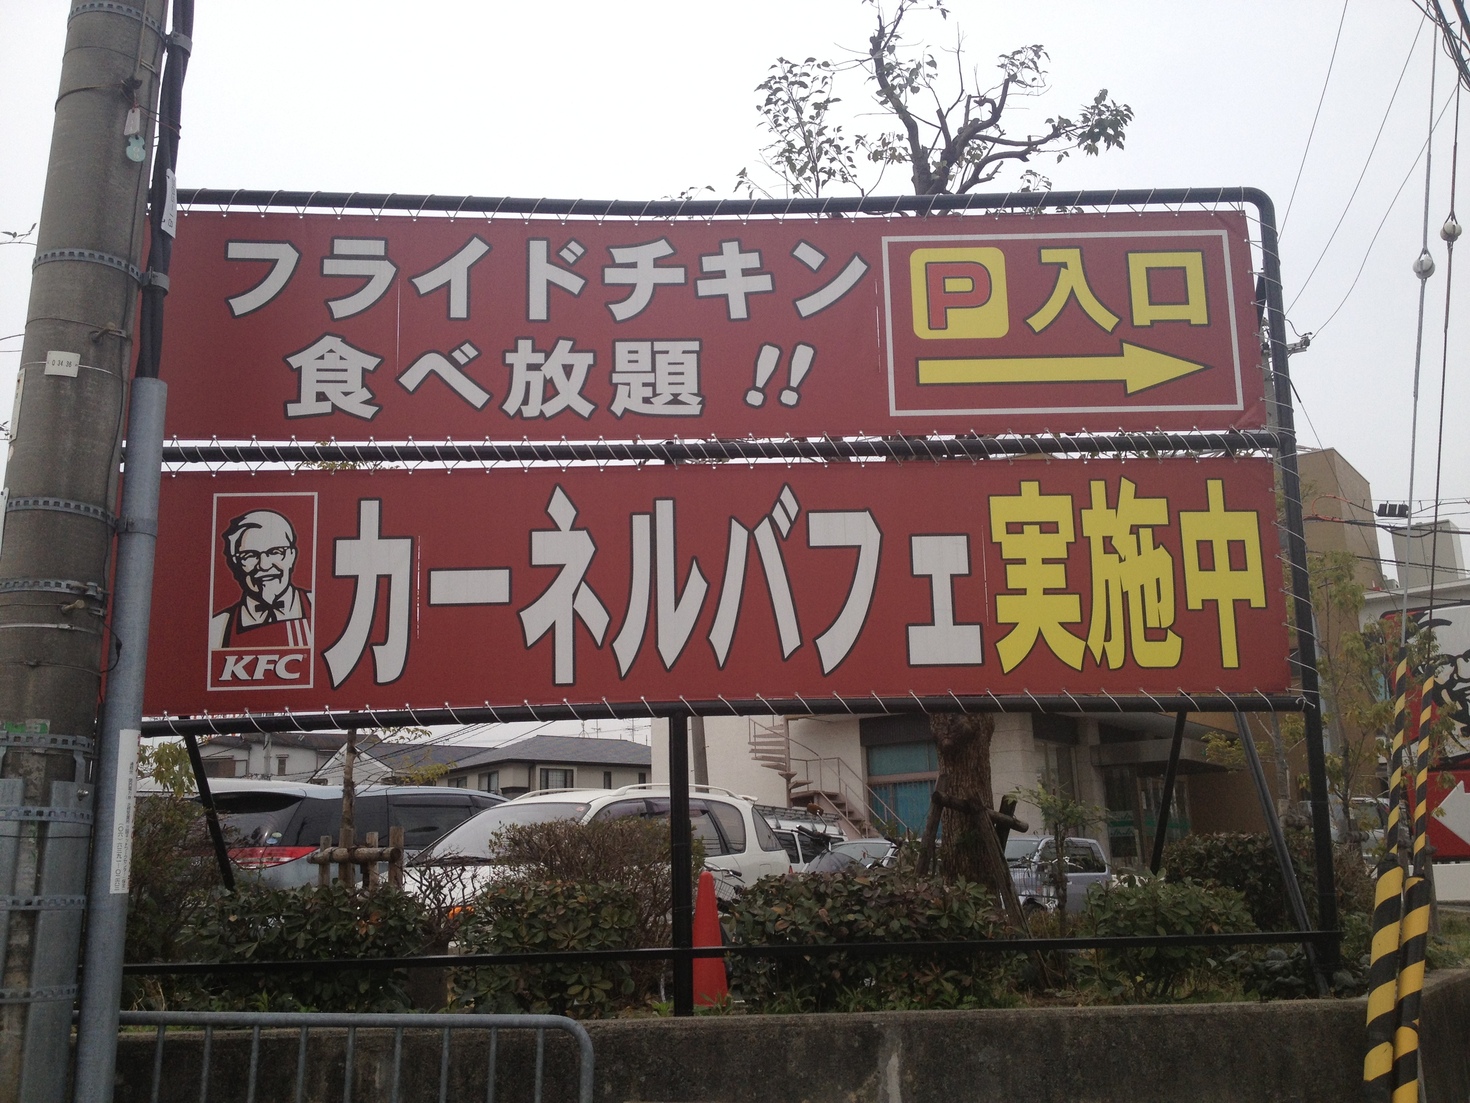 フライドチキン
食べ放題!!
P 入口
KFC
カーネルバフェ実施中